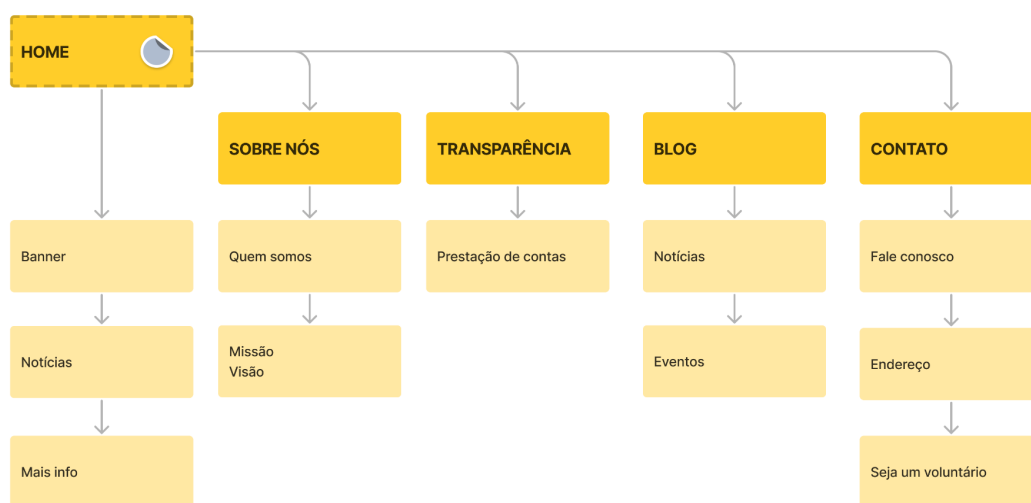 HOME
SOBRE NÓS
TRANSPARÊNCIA
BLOG
CONTATO
Banner
Quem somos
Prestação de contas
Notícias
Fale conosco
Notícias
Missão
Visão
Eventos
Endereço
Mais info
Seja um voluntário